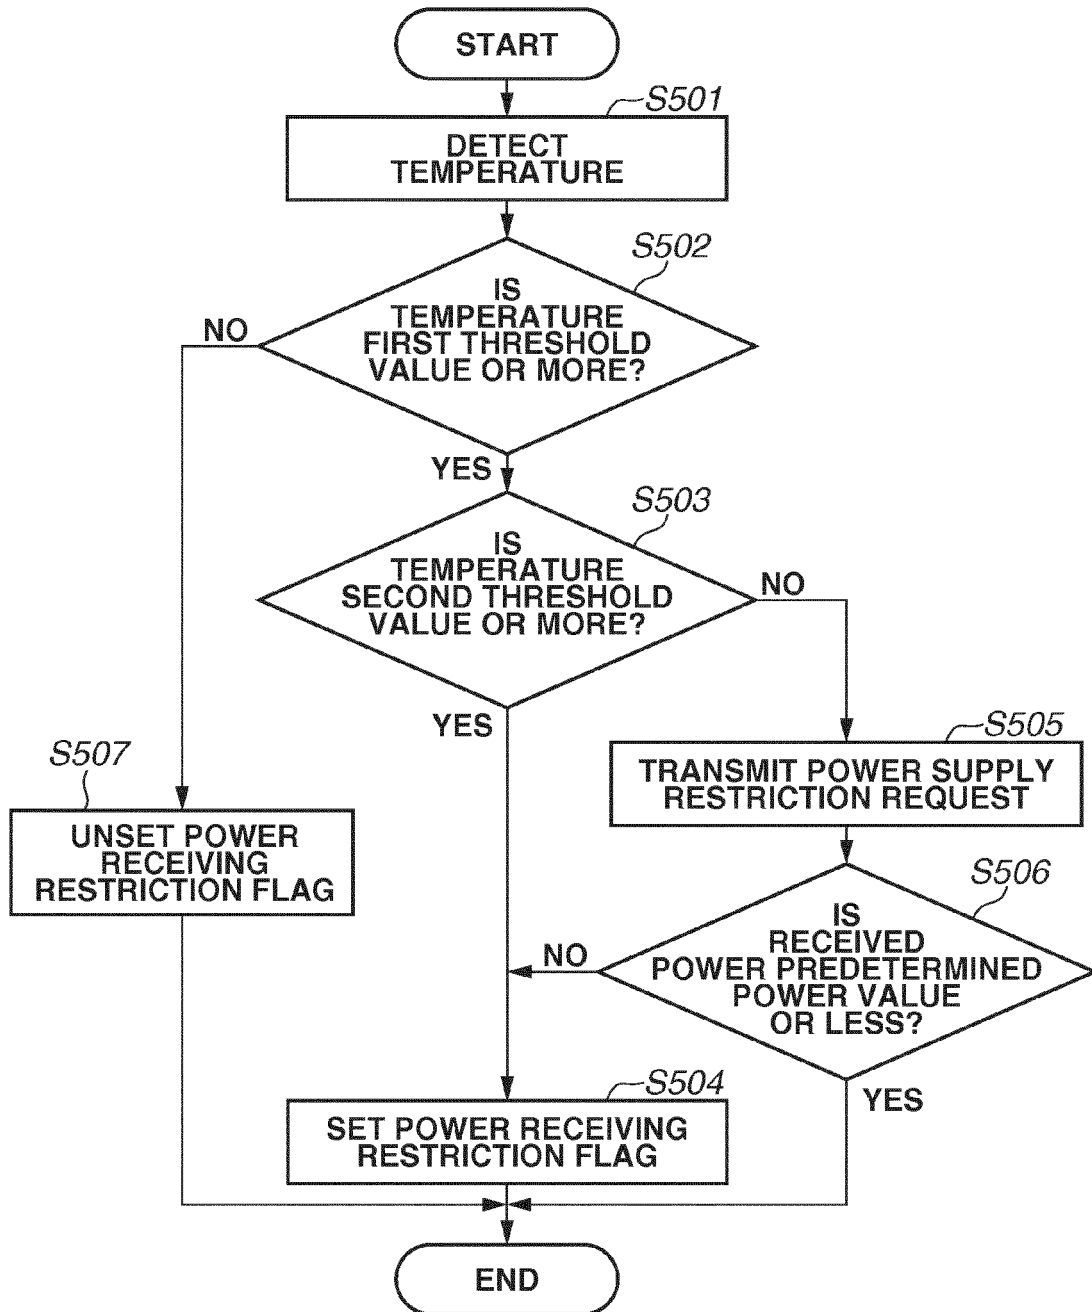 START
S501
DETECT
TEMPERATURE
S502
IS
TEMPERATURE
FIRST THRESHOLD
VALUE OR MORE?
NO
YES
S503
IS
TEMPERATURE
SECOND THRESHOLD
VALUE OR MORE?
NO
YES
S505
TRANSMIT POWER SUPPLY
RESTRICTION REQUEST
S507
UNSET POWER
RECEIVING
RESTRICTION FLAG
S506
IS
RECEIVED
POWER PREDETERMINED
POWER VALUE
OR LESS?
NO
YES
S504
SET POWER RECEIVING
RESTRICTION FLAG
END